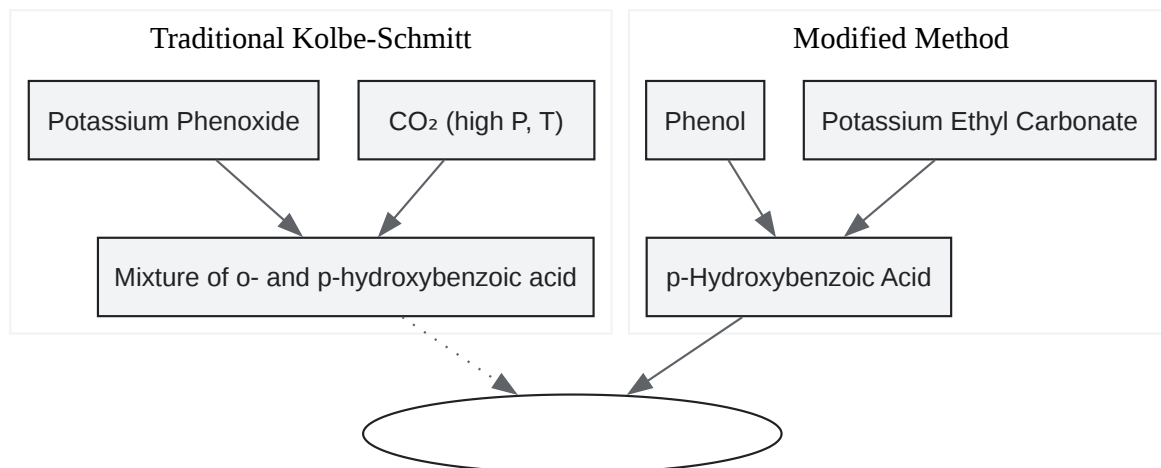 Traditional Kolbe-Schmitt
Modified Method
Potassium Phenoxide
CO₂ (high P, T)
Phenol
Potassium Ethyl Carbonate
Mixture of o- and p-hydroxybenzoic acid
p-Hydroxybenzoic Acid